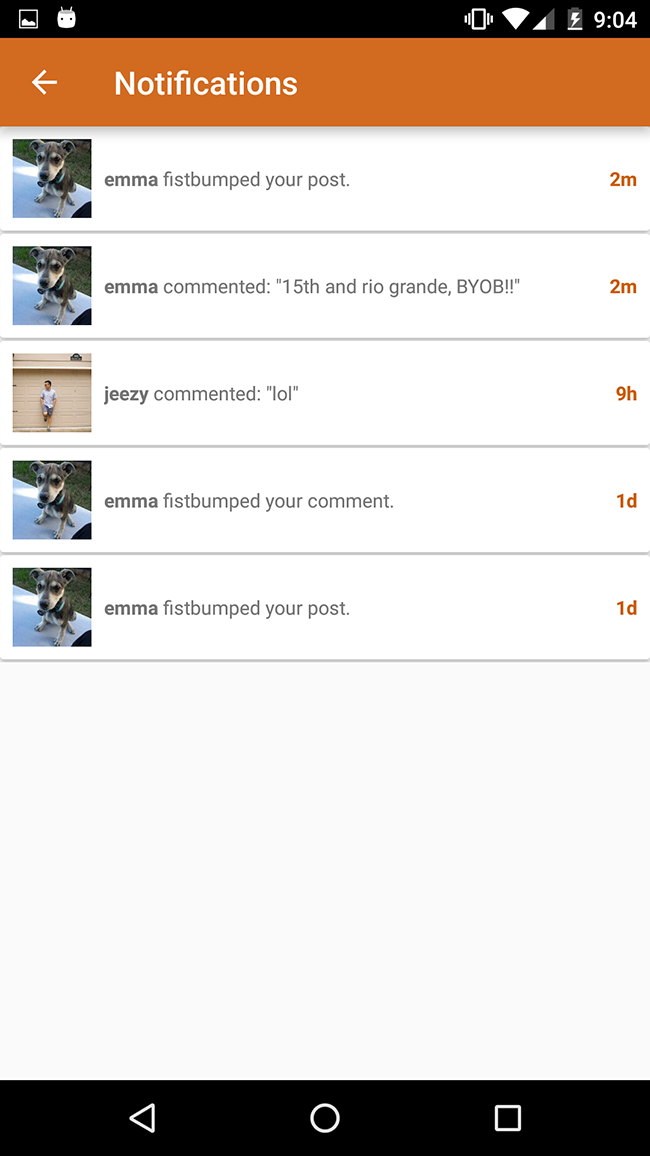 9:04
Notifications
emma fistbumped your post. 2m
emma commented: "15th and rio grande, BYOB!!" 2m
jeezy commented: "lol" 9h
emma fistbumped your comment. 1d
emma fistbumped your post. 1d